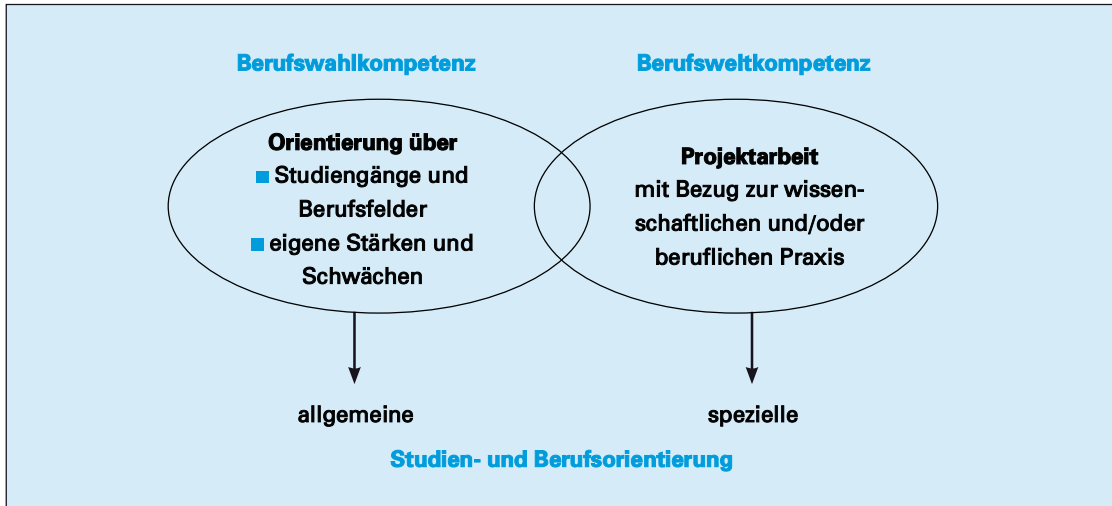 Berufswahlkompetenz
Berufsweltkompetenz
Orientierung über
Studiengänge und
Berufsfelder
eigene Stärken und
Schwächen
Projektarbeit
mit Bezug zur wissen-
schaftlichen und/oder
beruflichen Praxis
allgemeine
spezielle
Studien- und Berufsorientierung